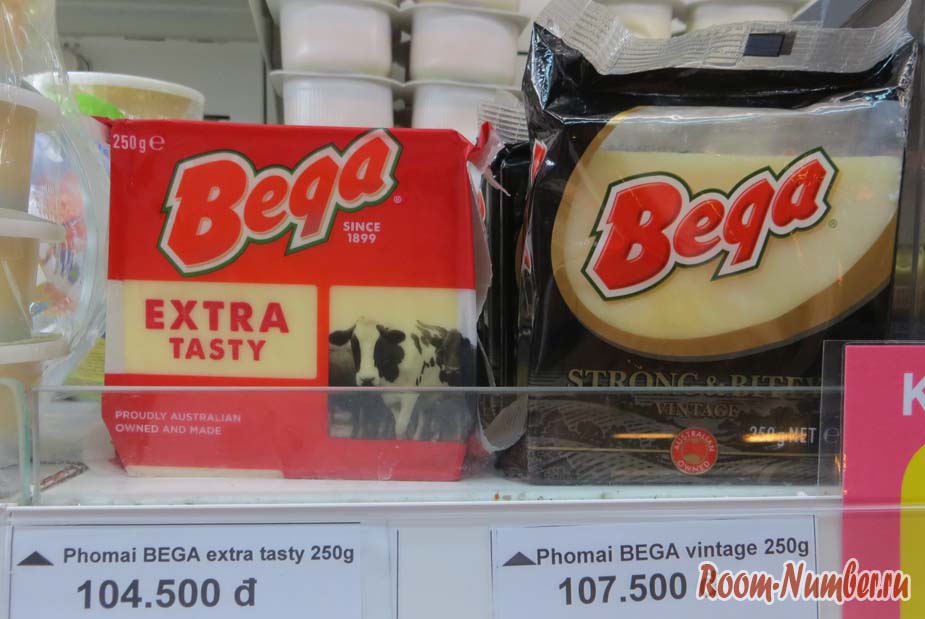 250g e
Bega
®
SINCE
1899
EXTRA
TASTY
PROUDLY AUSTRALIAN
OWNED AND MADE
Bega
®
STRONG & BITEY
VINTAGE
250g NET e
AUSTRALIAN
OWNED
K
Phomai BEGA extra tasty 250g
104.500 đ
Phomai BEGA vintage 250g
107.500 đ
Room-Number.ru